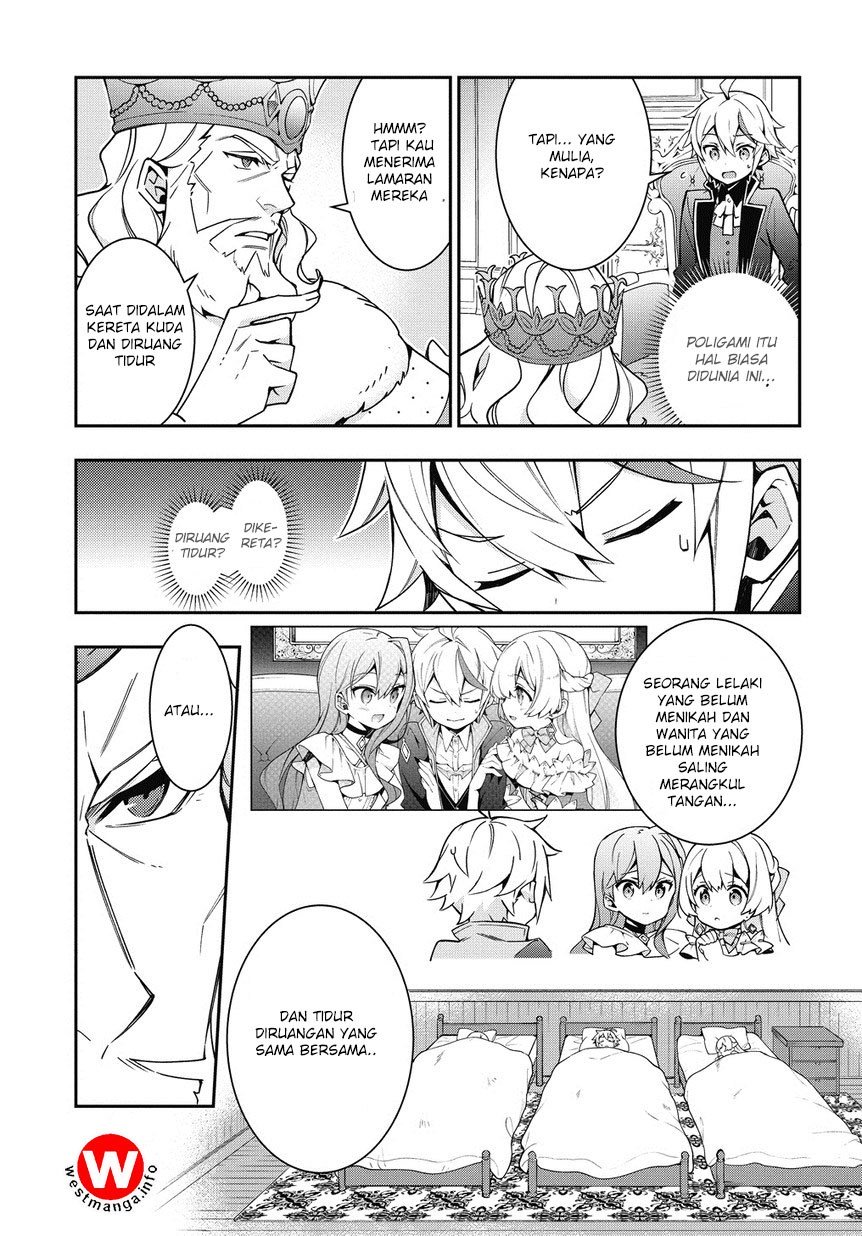 TAPI... YANG
MULIA,
KENAPA?
POLIGAMI ITU
HAL BIASA
DIDUNIA INI...
HMMM?
TAPI KAU
MENERIMA
LAMARAN
MEREKA
SAAT DIDALAM
KERETA KUDA
DAN DIRUANG
TIDUR
DIKE-
RETA?
DIRUANG
TIDUR?
SEORANG LELAKI
YANG BELUM
MENIKAH DAN
WANITA YANG
BELUM MENIKAH
SALING
MERANGKUL
TANGAN...
ATAU...
DAN TIDUR
DIRUANGAN YANG
SAMA BERSAMA..
W
westmanga.info